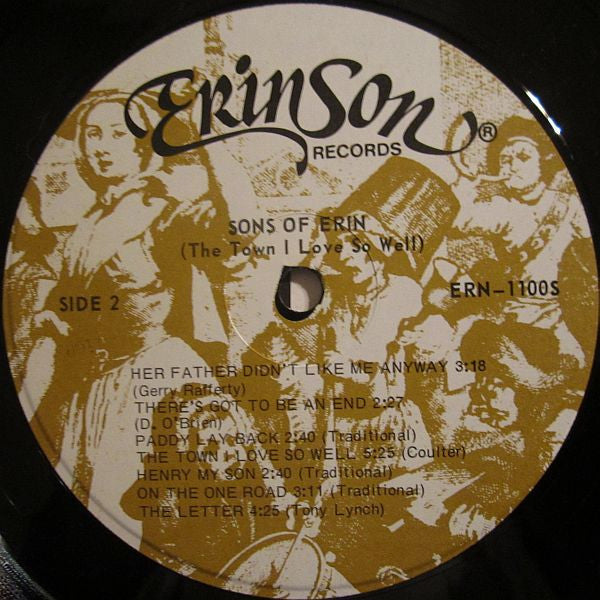 Erin Son ®
RECORDS
SONS OF ERIN
(The Town I Love So Well)
SIDE 2
ERN-1100S
HER FATHER DIDN'T LIKE ME ANYWAY 3:18
(Gerry Rafferty)
THERE'S GOT TO BE AN END 2:27
(D. O'Brien)
PADDY LAY BACK 2:40 (Traditional)
THE TOWN I LOVE SO WELL 5:25 (Coulter)
HENRY MY SON 2:40 (Traditional)
ON THE ONE ROAD 3:11 (Traditional)
THE LETTER 4:25 (Tony Lynch)